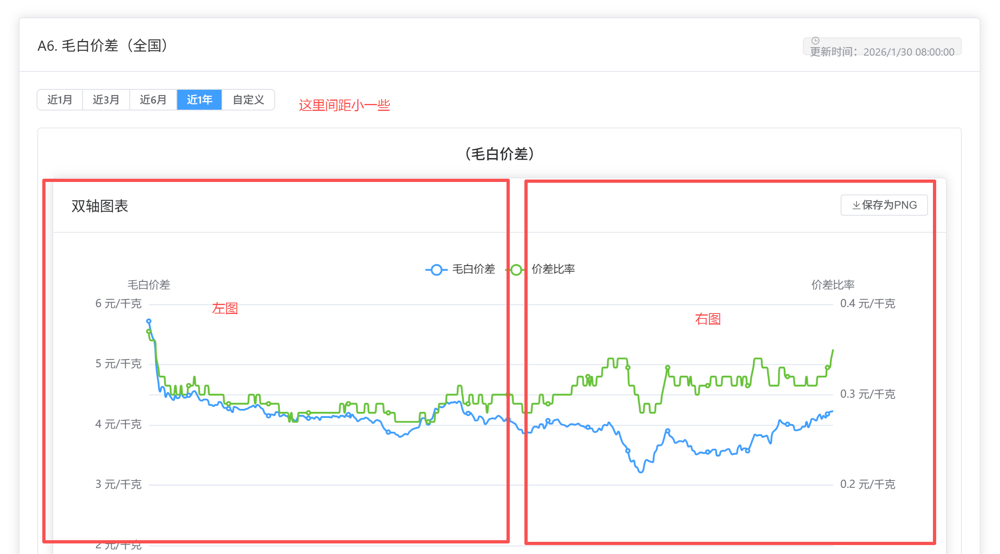 A6. 毛白价差（全国）
更新时间：2026/1/30 08:00:00
近1月 近3月 近6月 近1年 自定义
这里间距小一些
（毛白价差）
双轴图表
保存为PNG
毛白价差 价差比率
毛白价差
价差比率
6 元/千克
0.4 元/千克
左图
右图
5 元/千克
0.3 元/千克
4 元/千克
3 元/千克
0.2 元/千克
2 元/千克